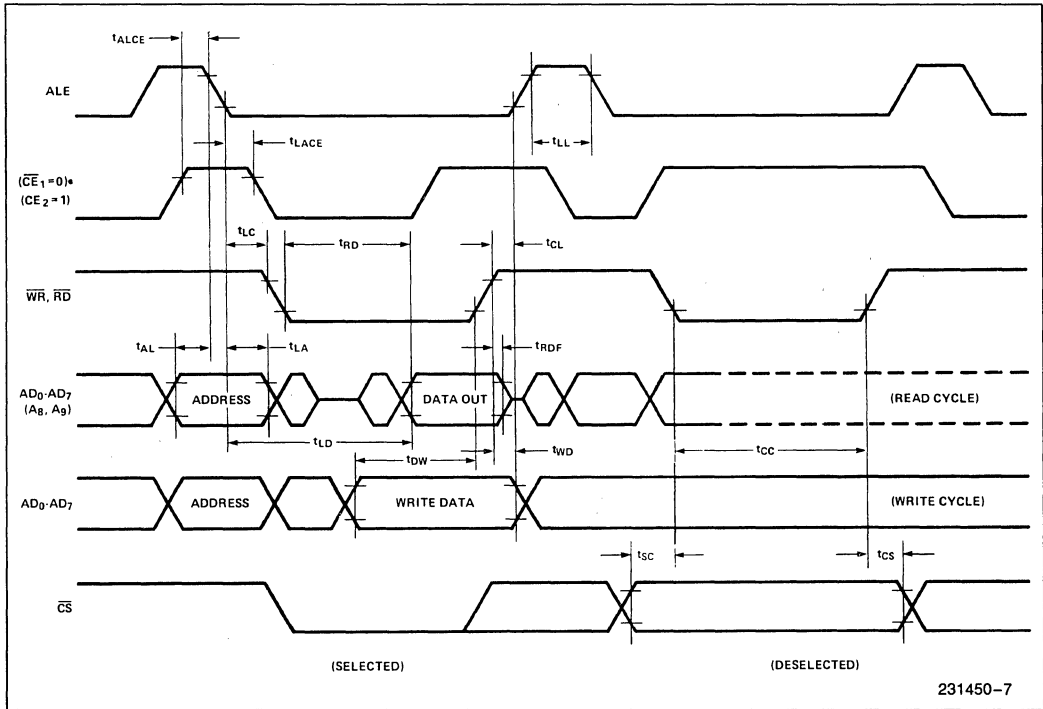 tALCE
ALE
tLACE
tLL
(CE1=0)*
(CE2=1)
tLC
tRD
tCL
WR, RD
tAL
tLA
tRDF
AD0-AD7
(A8, A9)
ADDRESS
DATA OUT
(READ CYCLE)
tLD
tDW
tWD
tCC
AD0-AD7
ADDRESS
WRITE DATA
(WRITE CYCLE)
tSC
tCS
CS
(SELECTED)
(DESELECTED)
231450-7